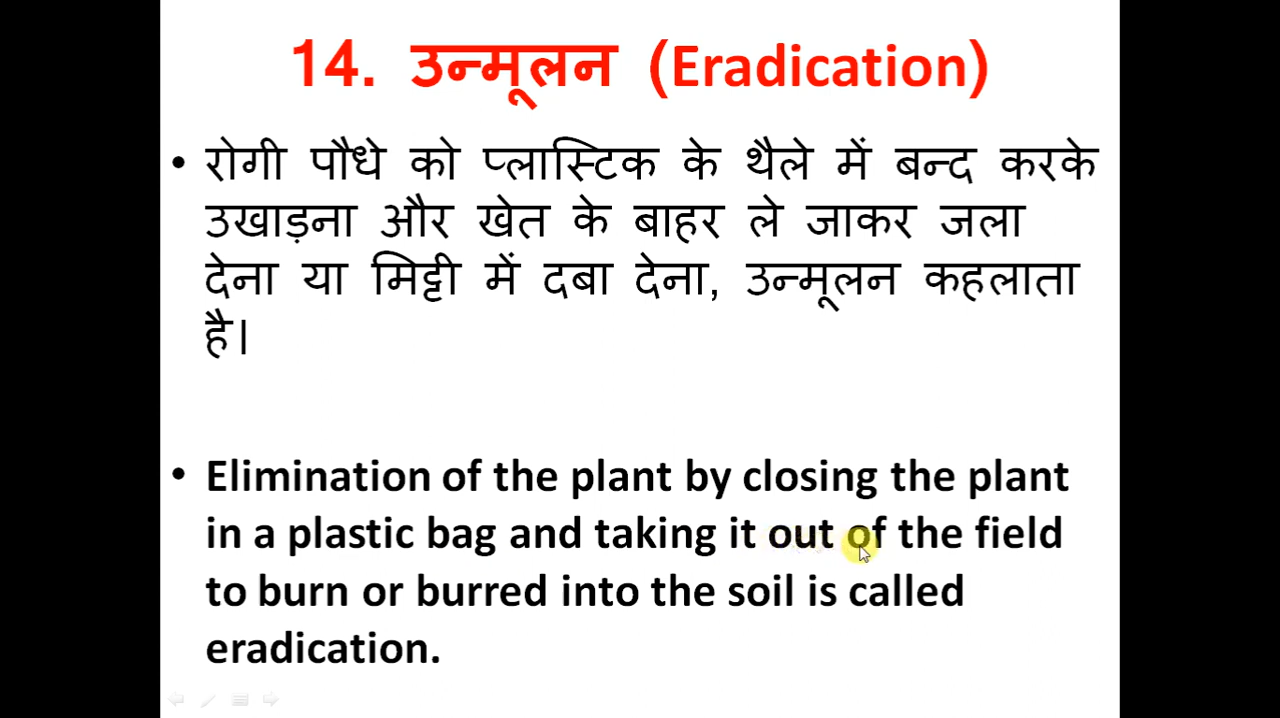 14. उन्मूलन (Eradication)
• रोगी पौधे को प्लास्टिक के थैले में बन्द करके
उखाड़ना और खेत के बाहर ले जाकर जला
देना या मिट्टी में दबा देना, उन्मूलन कहलाता
है।
• Elimination of the plant by closing the plant
in a plastic bag and taking it out of the field
to burn or burred into the soil is called
eradication.